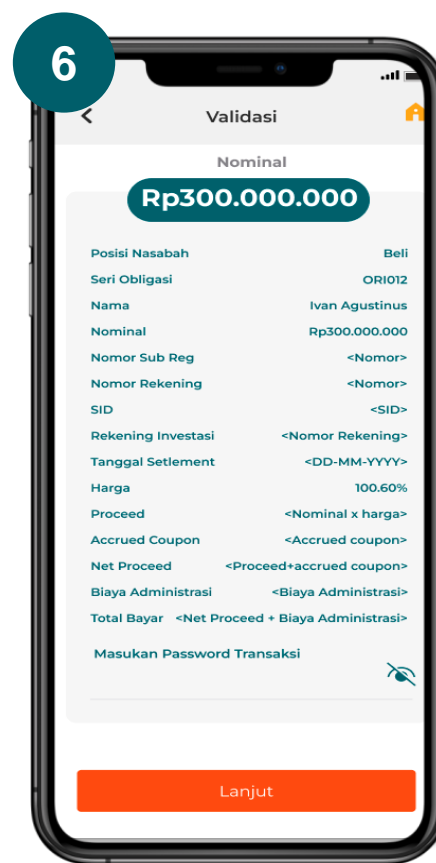 6
Validasi
Nominal
Rp300.000.000
Posisi Nasabah Beli
Seri Obligasi ORI012
Nama Ivan Agustinus
Nominal Rp300.000.000
Nomor Sub Reg <Nomor>
Nomor Rekening <Nomor>
SID <SID>
Rekening Investasi <Nomor Rekening>
Tanggal Setlement <DD-MM-YYYY>
Harga 100.60%
Proceed <Nominal x harga>
Accrued Coupon <Accrued coupon>
Net Proceed <Proceed+accrued coupon>
Biaya Administrasi <Biaya Administrasi>
Total Bayar <Net Proceed + Biaya Administrasi>
Masukan Password Transaksi
Lanjut